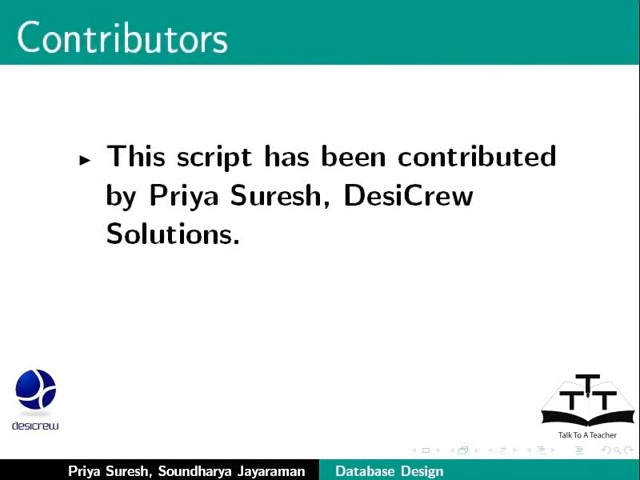 Contributors
This script has been contributed
by Priya Suresh, DesiCrew
Solutions.
desicrew
T T T
Talk To A Teacher
Priya Suresh, Soundharya Jayaraman
Database Design